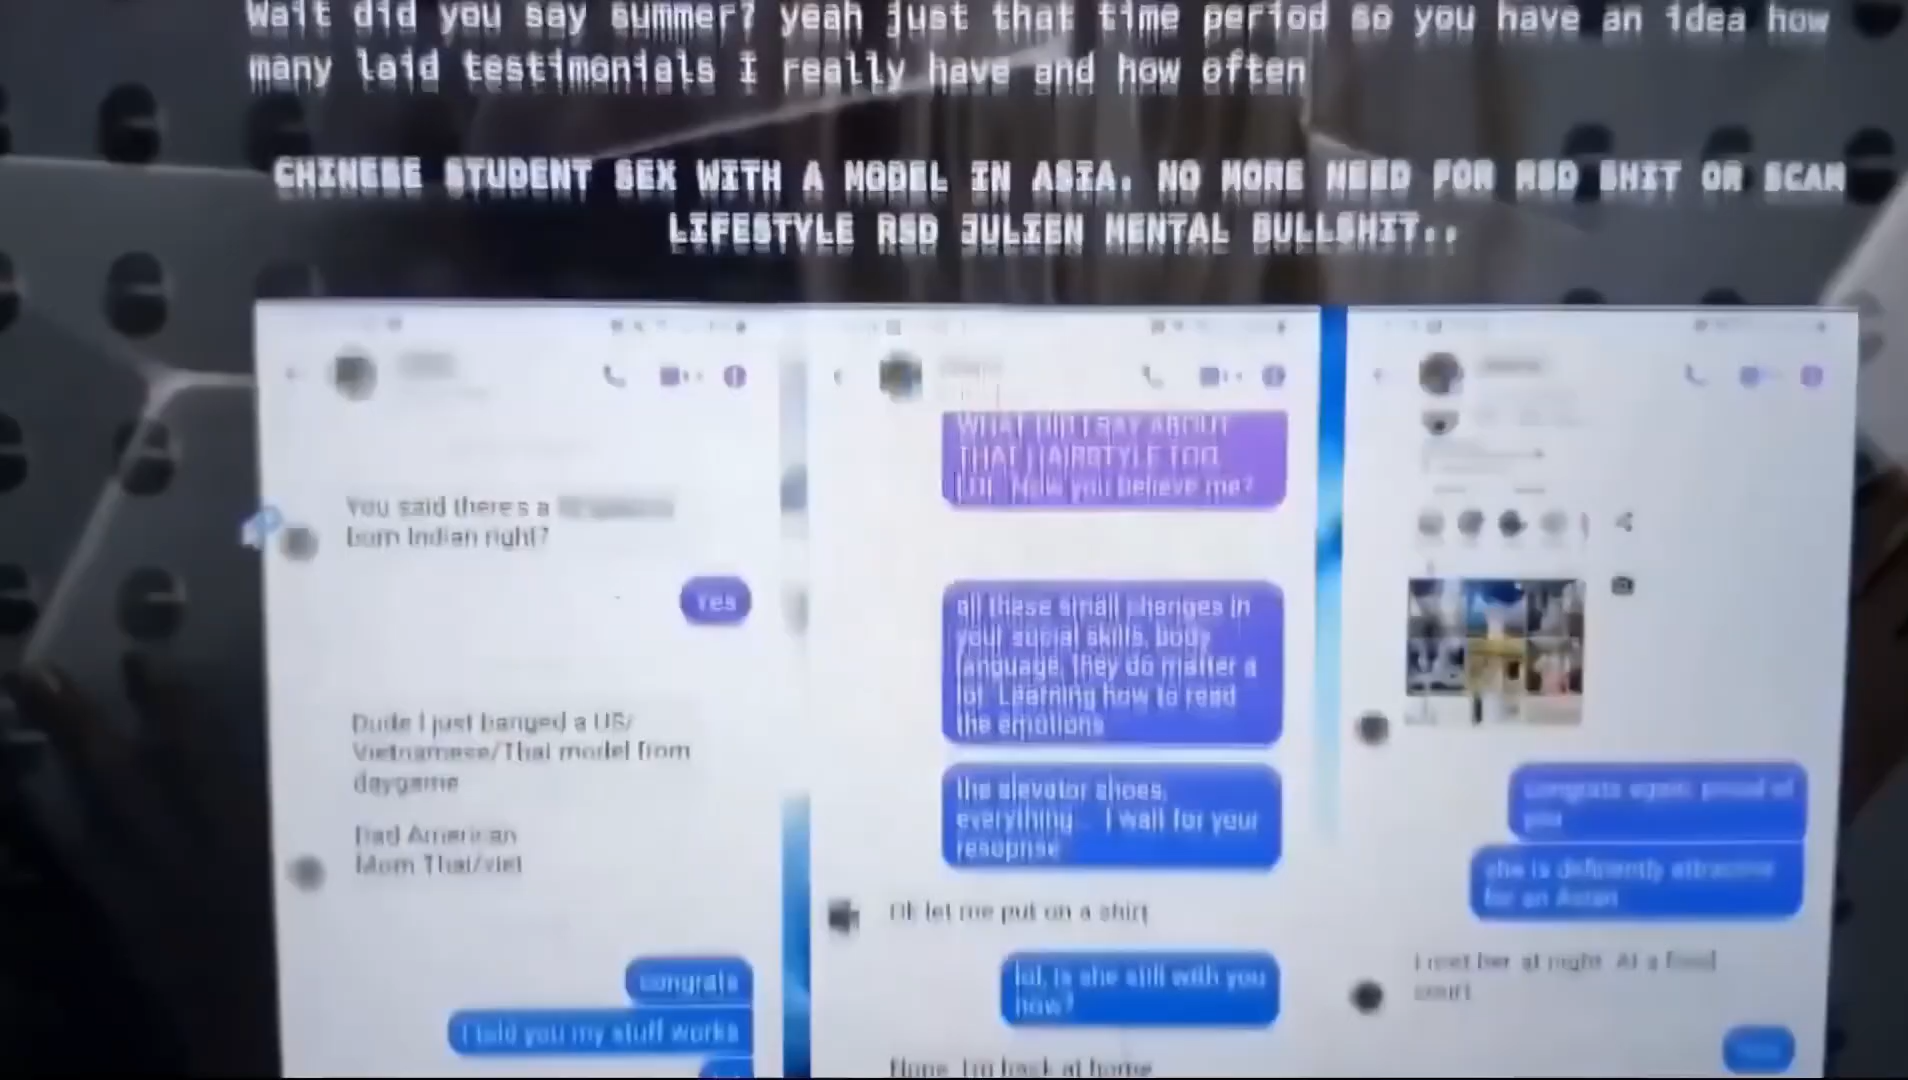 Wait did you say summer? yeah just that time period so you have an idea how
many laid testimonials I really have and how often
CHINESE STUDENT SEX WITH A MODEL IN ASIA. NO MORE NEED FOR RSD SHIT OR SCAM
LIFESTYLE RSD JULIEN MENTAL BULLSHIT..
You said there's a
born Indian right?
Yes
Dude I just banged a US/
Vietnamese/Thai model from
daygame
Dad American
Mom Thai/viet
congrats
I told you my stuff works
WHAT DID I SAY ABOUT
THAT HAIRSTYLE TOO
LOL Now you believe me?
all these small changes in
your social skills, body
language, they do matter a
lot. Learning how to read
the emotions
the elevator shoes,
everything... I wait for your
resoprise
Ok let me put on a shirt
lol, is she still with you
now?
Nope. I'm back at home
congrats again, proud of
you
she is definently attractive
for an Asian
I met her at night. At a food
court